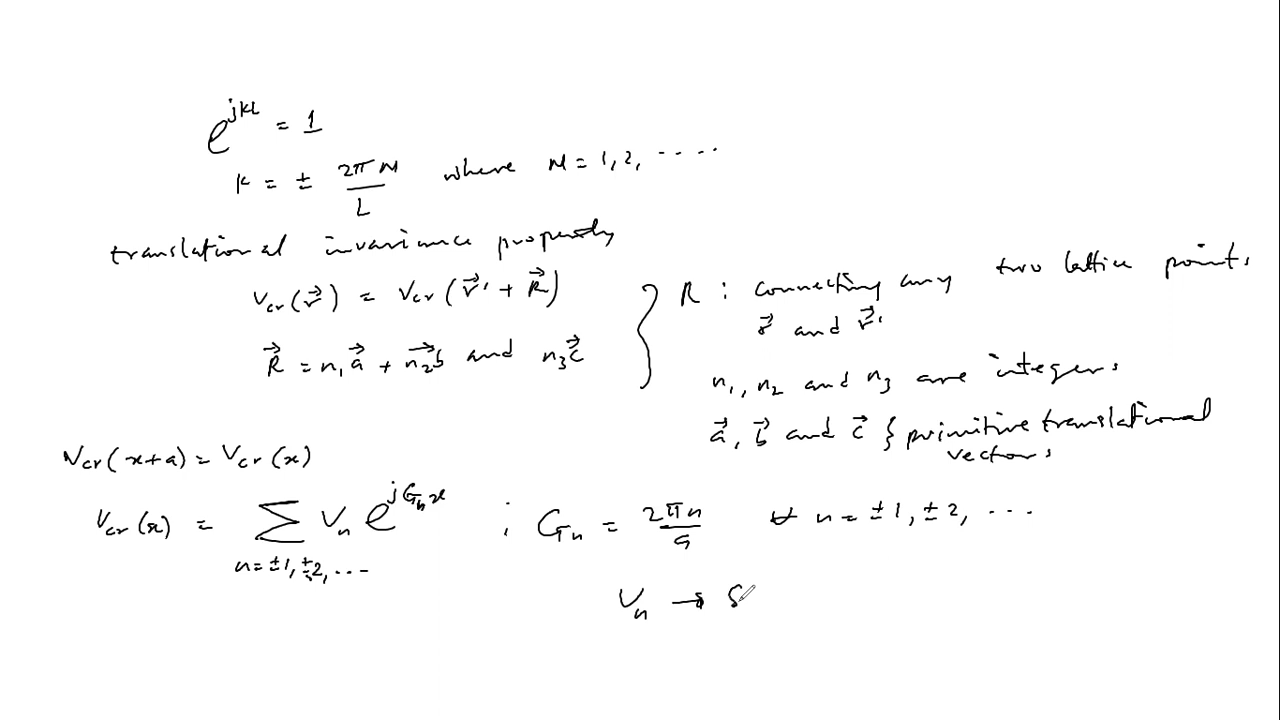 e^{jkL} = 1
k = ± 2πM/L where M = 1, 2, ....
translational invariance property
V_cr(r⃗) = V_cr(r⃗' + R⃗) } R : connecting any two lattice points
r⃗ and r⃗'
R⃗ = n₁a⃗ + n₂b⃗ and n₃c⃗
n₁, n₂ and n₃ are integers
a⃗, b⃗ and c⃗ } primitive translational
vectors
V_cr(x+a) = V_cr(x)
V_cr(x) = Σ V_n e^{jG_n x} ; G_n = 2πn/a ∀ n = ±1, ±2, ...
n = ±1, ±2, ...
V_n → S